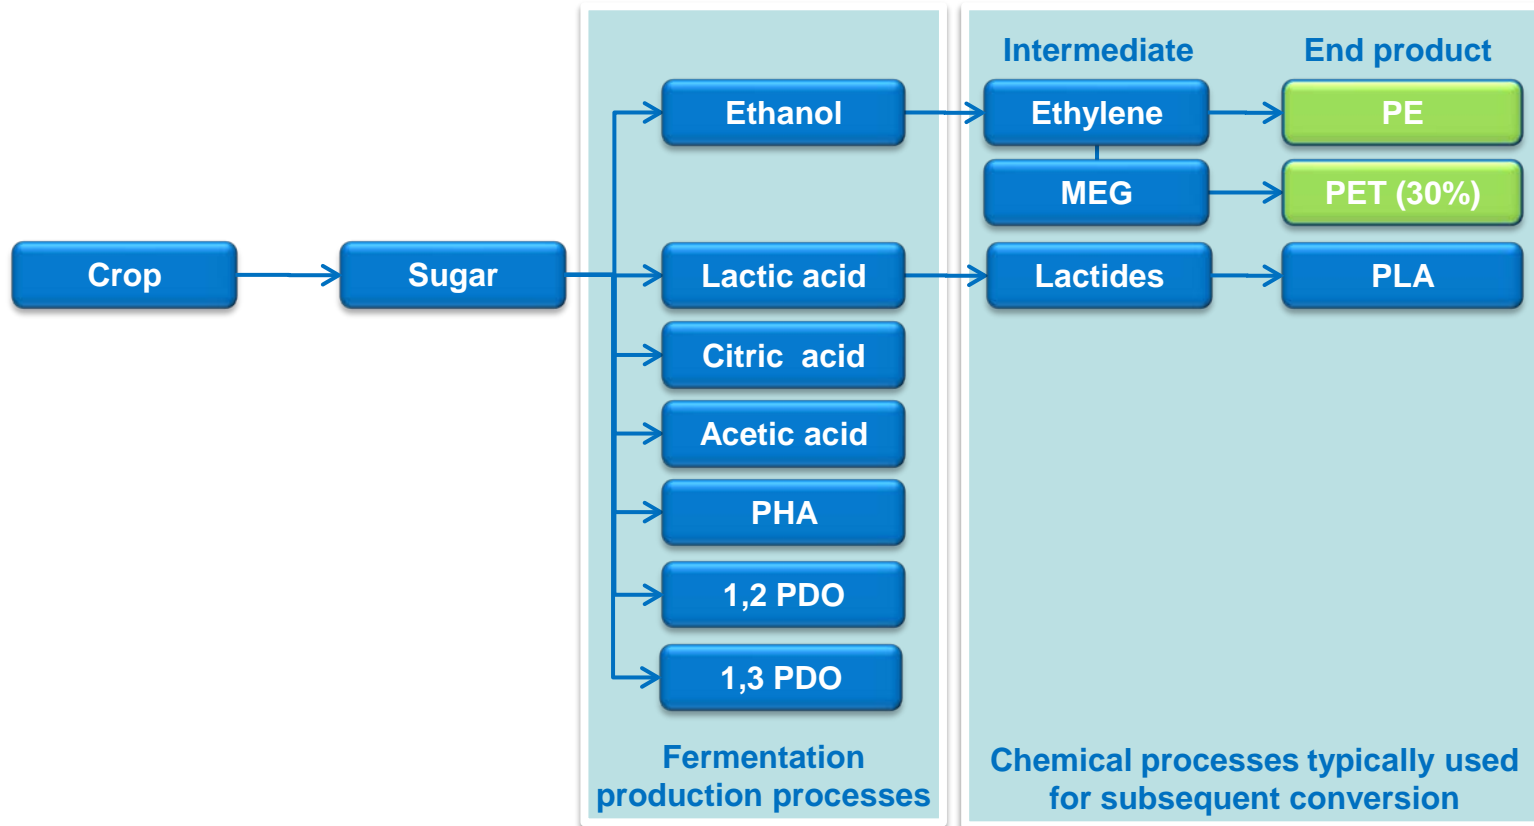 Intermediate
End product
Ethanol
Ethylene
PE
MEG
PET (30%)
Crop
Sugar
Lactic acid
Lactides
PLA
Citric acid
Acetic acid
PHA
1,2 PDO
1,3 PDO
Fermentation
production processes
Chemical processes typically used
for subsequent conversion